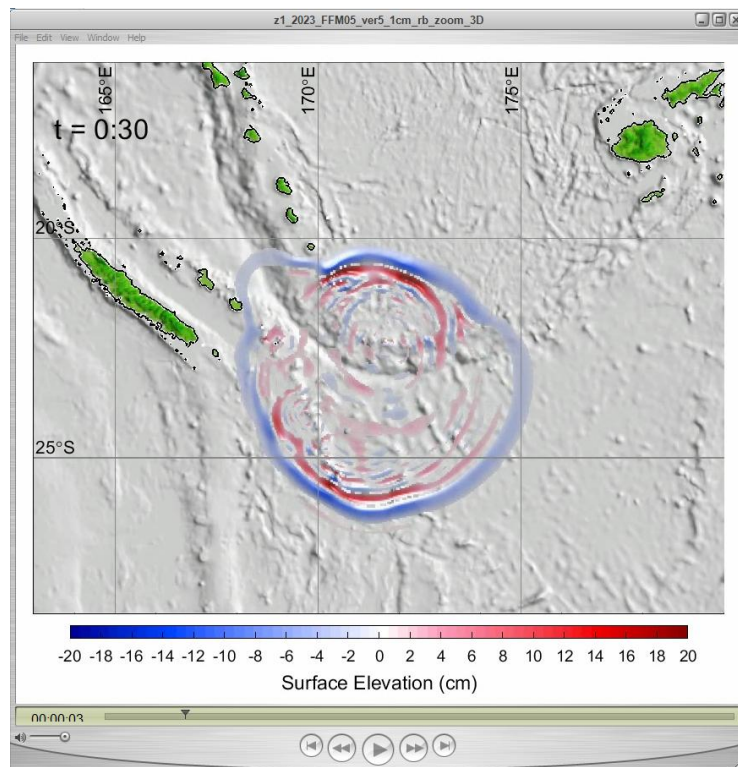 z1_2023_FFM05_ver5_1cm_rb_zoom_3D
File Edit View Window Help
165°E
170°E
175°E
t = 0:30
20°S
25°S
-20 -18 -16 -14 -12 -10 -8 -6 -4 -2 0 2 4 6 8 10 12 14 16 18 20
Surface Elevation (cm)
00:00:03